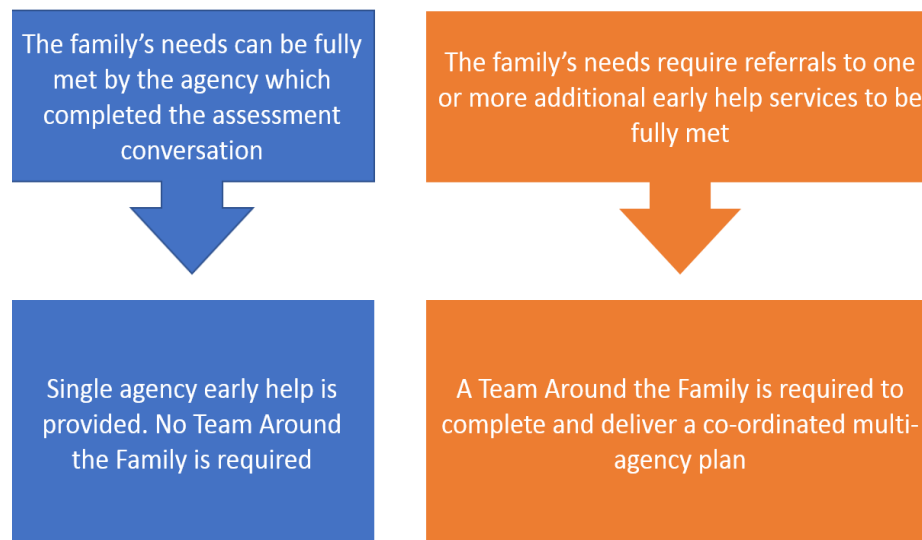 The family’s needs can be fully
met by the agency which
completed the assessment
conversation
The family’s needs require referrals to one
or more additional early help services to be
fully met
Single agency early help is
provided. No Team Around
the Family is required
A Team Around the Family is required to
complete and deliver a co-ordinated multi-
agency plan